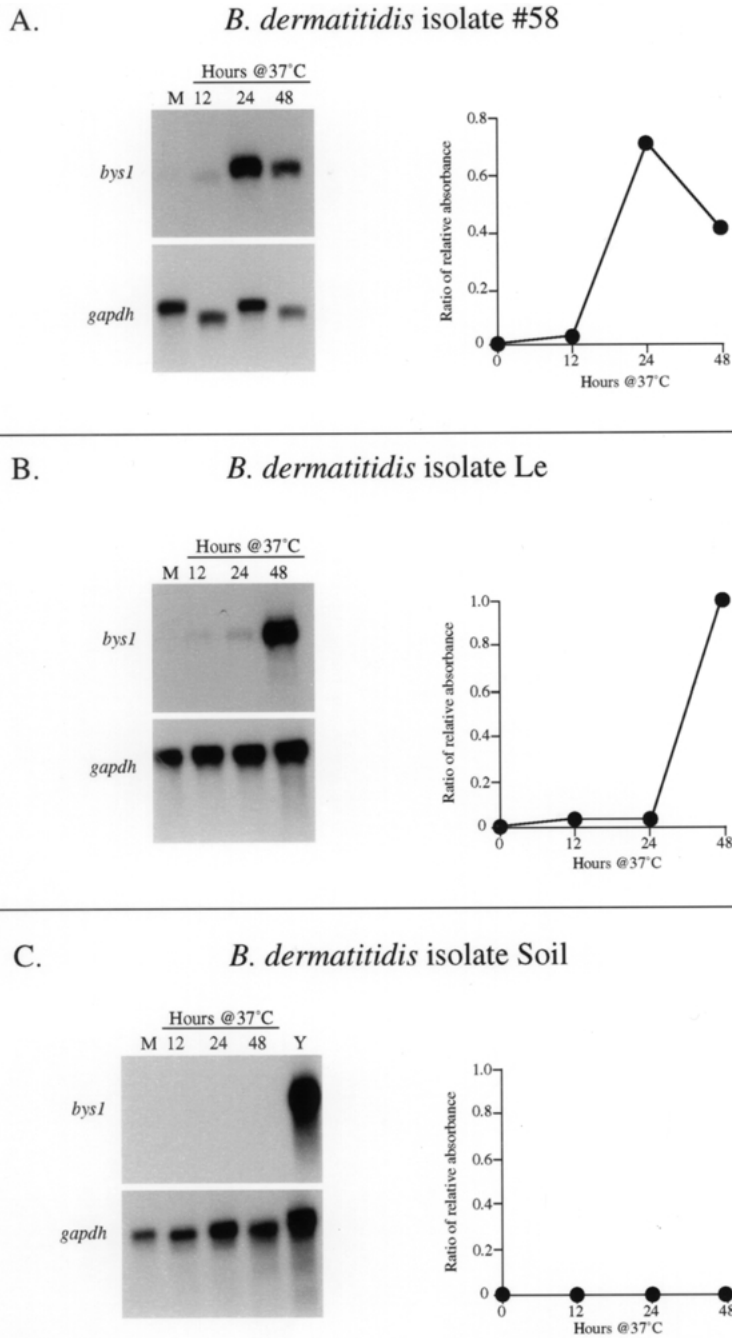 A. B. dermatitidis isolate #58
Hours @37°C
M 12 24 48
bys1
gapdh
Ratio of relative absorbance
0.8
0.6
0.4
0.2
0
0 12 24 48
Hours @37°C
B. B. dermatitidis isolate Le
Hours @37°C
M 12 24 48
bys1
gapdh
Ratio of relative absorbance
1.0
0.8
0.6
0.4
0.2
0
0 12 24 48
Hours @37°C
C. B. dermatitidis isolate Soil
Hours @37°C
M 12 24 48 Y
bys1
gapdh
Ratio of relative absorbance
1.0
0.8
0.6
0.4
0.2
0
0 12 24 48
Hours @37°C